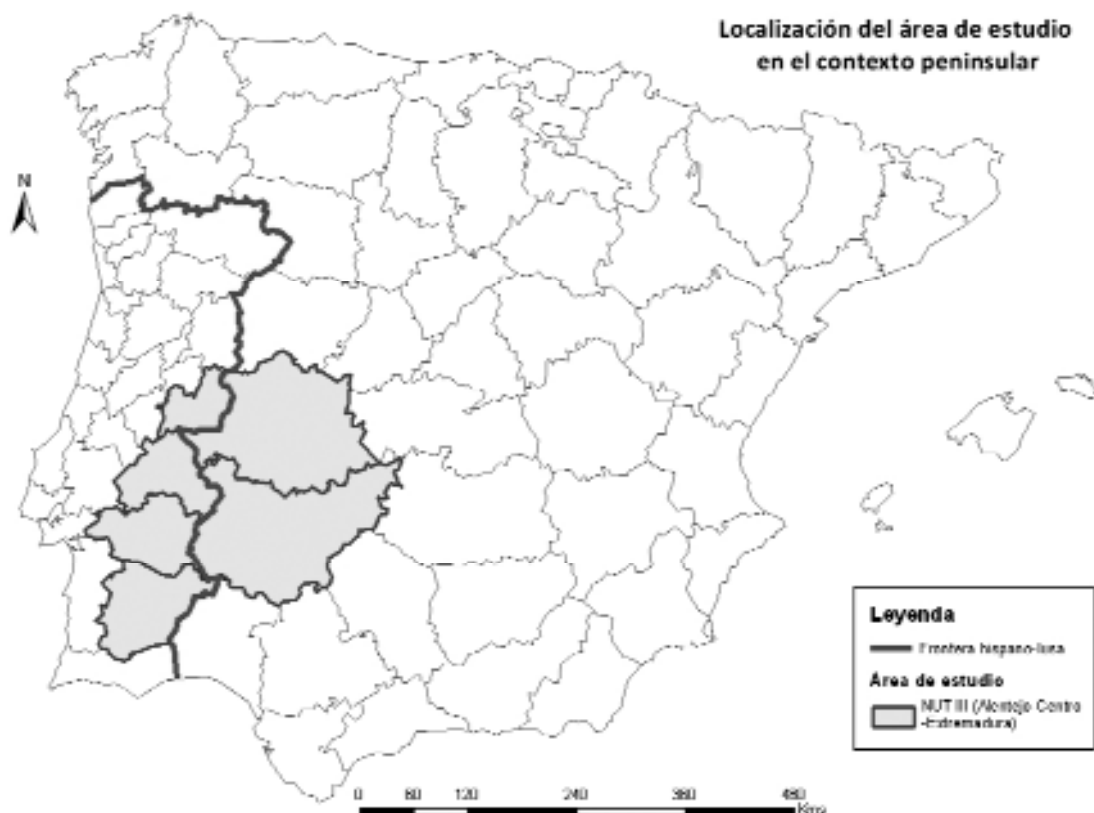 Localización del área de estudio
en el contexto peninsular
N
Leyenda
Frontera hispano-lusa
Área de estudio
NUT III (Alentejo Centro
-Extremadura)
0 60 120 240 360 480
Kms